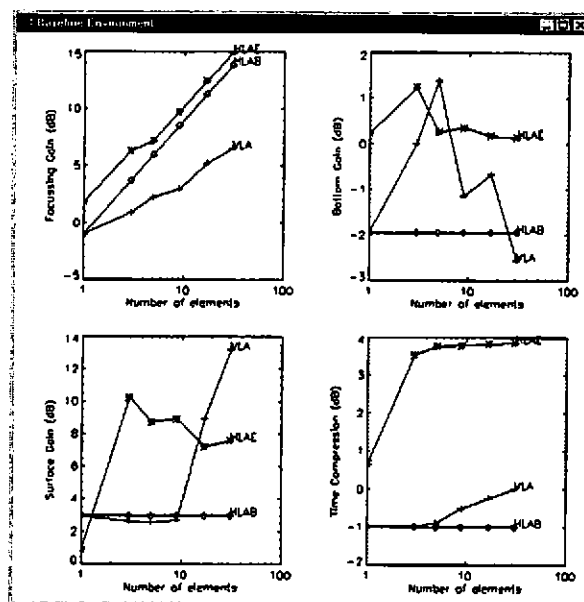 Baseline Environment
15
10
5
0
-5
Focussing Gain (dB)
HLAE
HLAB
VLA
1
10
100
Number of elements
2
1
0
-1
-2
-3
Bottom Gain (dB)
HLAE
HLAB
VLA
1
10
100
Number of elements
14
12
10
8
6
4
2
0
Surface Gain (dB)
VLA
HLAE
HLAB
1
10
100
Number of elements
4
3
2
1
0
-1
-2
Time Compression (dB)
HLAE
VLA
HLAB
1
10
100
Number of elements